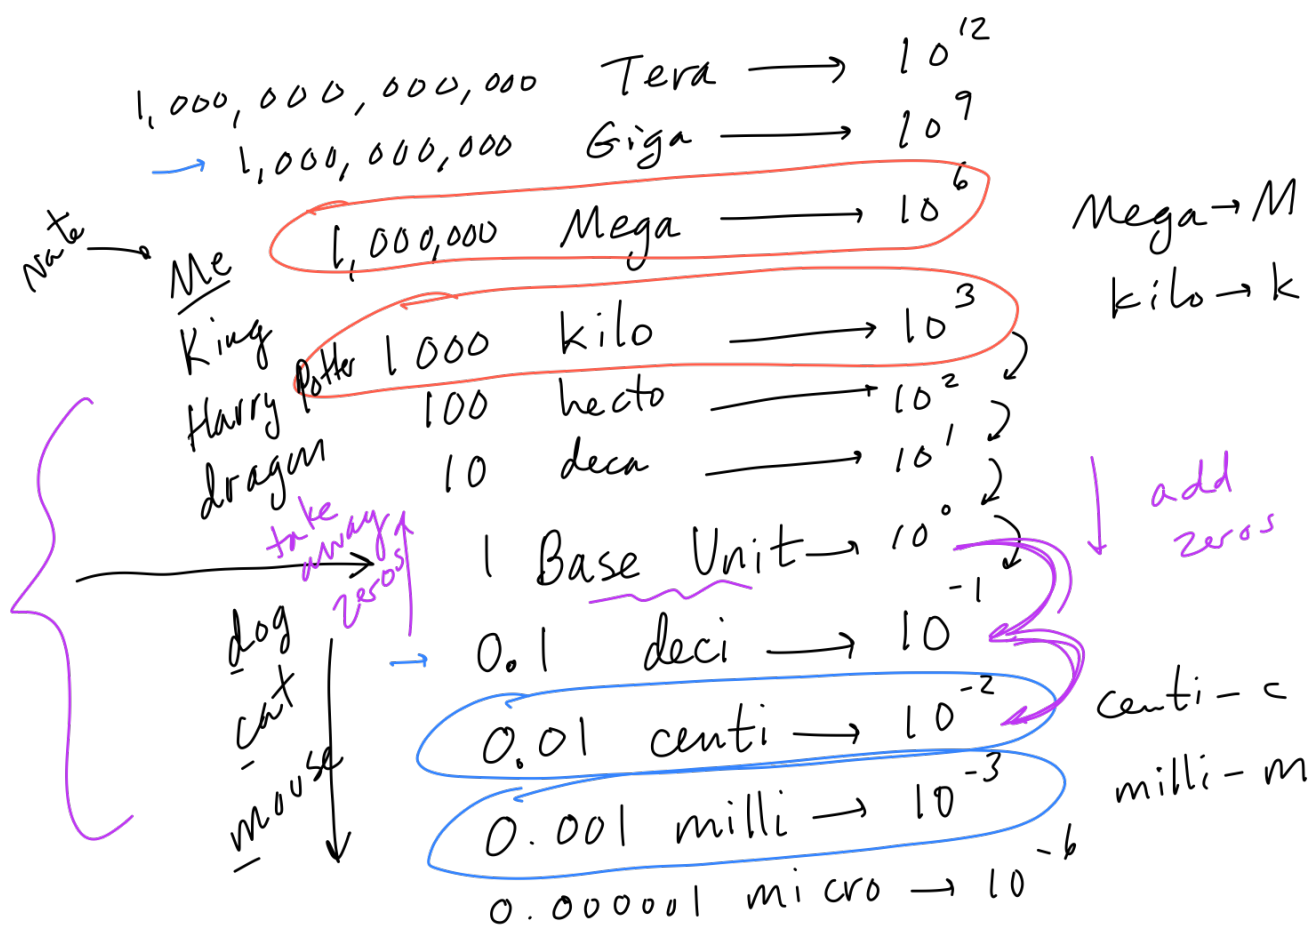 1,000,000,000,000 Tera → 10^12
→ 1,000,000,000 Giga → 10^9
1,000,000 Mega → 10^6
Mega → M
Nate → Me
King
1000 kilo → 10^3
kilo → k
Harry Potter
100 hecto → 10^2
dragon
10 deca → 10^1
take away zeros
add zeros
1 Base Unit → 10^0
dog
→ 0.1 deci → 10^-1
cat
0.01 centi → 10^-2
centi - c
mouse
0.001 milli → 10^-3
milli - m
0.000001 micro → 10^-6